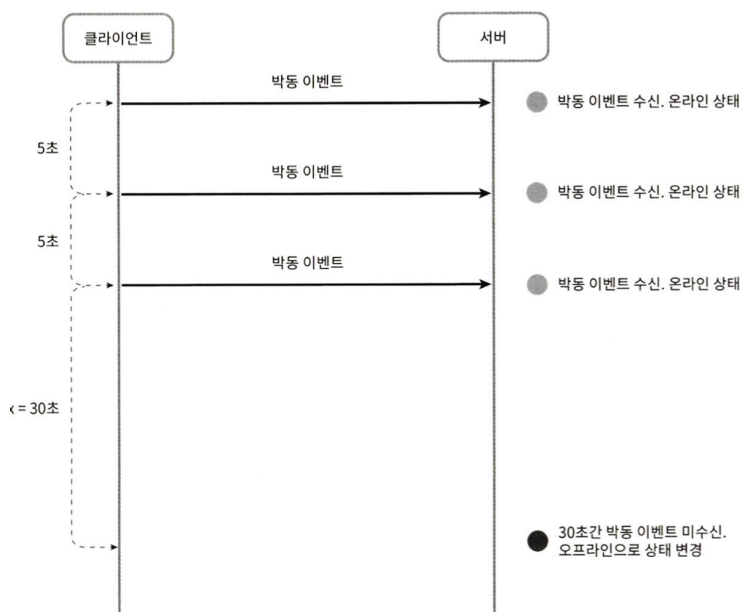 클라이언트
서버
박동 이벤트
박동 이벤트 수신. 온라인 상태
5초
박동 이벤트
박동 이벤트 수신. 온라인 상태
5초
박동 이벤트
박동 이벤트 수신. 온라인 상태
x = 30초
30초간 박동 이벤트 미수신.
오프라인으로 상태 변경